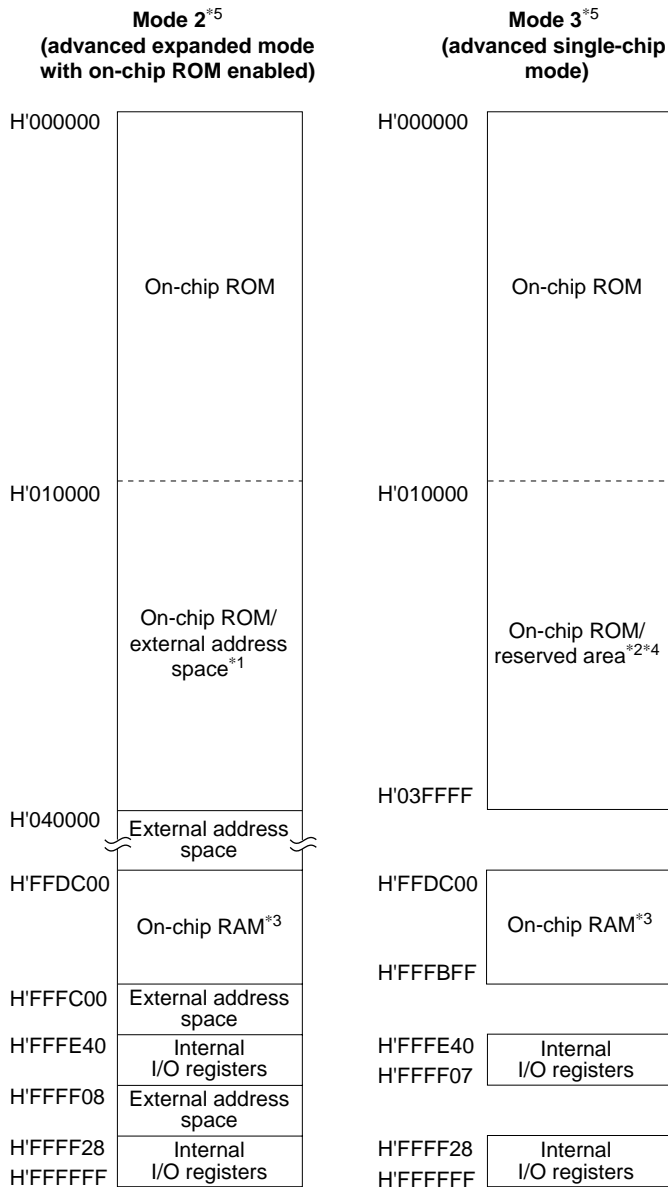 Mode 2*5
(advanced expanded mode
with on-chip ROM enabled)
H'000000
On-chip ROM
H'010000
On-chip ROM/
external address
space*1
H'040000
External address
space
H'FFDC00
On-chip RAM*3
H'FFFC00
External address
space
H'FFFE40
Internal
I/O registers
H'FFFF08
External address
space
H'FFFF28
Internal
I/O registers
H'FFFFFF
Mode 3*5
(advanced single-chip
mode)
H'000000
On-chip ROM
H'010000
On-chip ROM/
reserved area*2*4
H'03FFFF
H'FFDC00
On-chip RAM*3
H'FFFBFF
H'FFFE40
Internal
I/O registers
H'FFFF07
H'FFFF28
Internal
I/O registers
H'FFFFFF